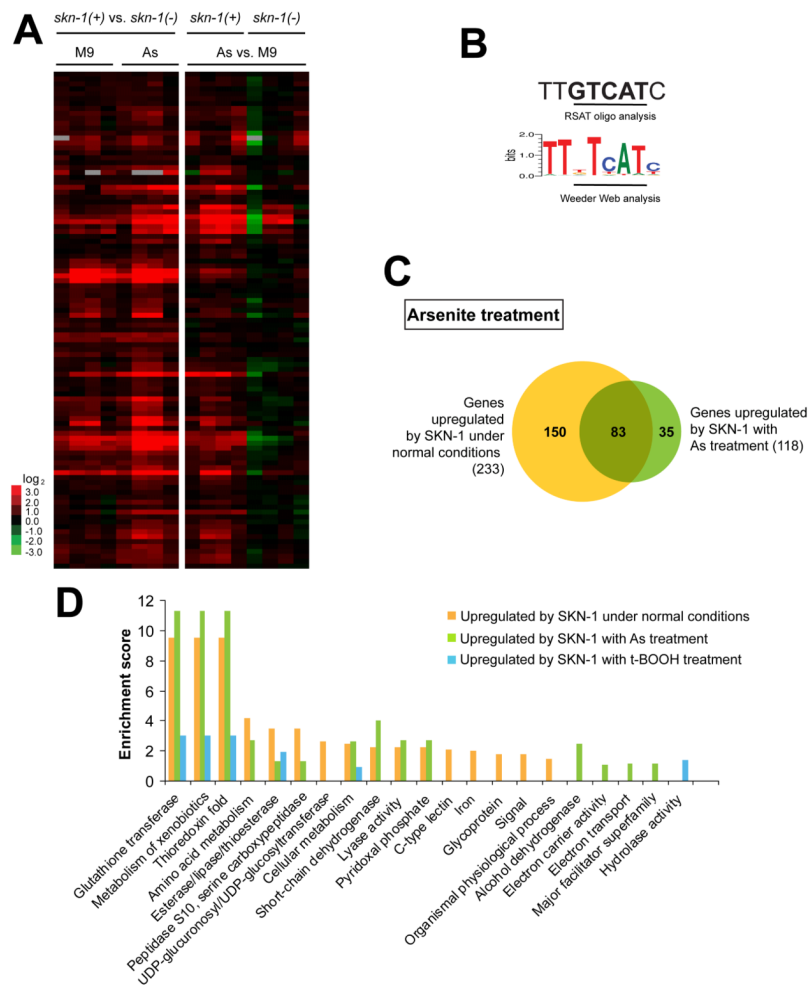 A
skn-1(+) vs. skn-1(-)
skn-1(+)
skn-1(-)
M9
As
As vs. M9
log2
3.0
2.0
1.0
0.0
-1.0
-2.0
-3.0
B
TTGTCATC
RSAT oligo analysis
bits
2.0
1.0
0.0
TT TCATC
Weeder Web analysis
C
Arsenite treatment
Genes
upregulated
by SKN-1 under
normal conditions
(233)
150
83
35
Genes upregulated
by SKN-1 with
As treatment (118)
D
Enrichment score
12
10
8
6
4
2
0
Upregulated by SKN-1 under normal conditions
Upregulated by SKN-1 with As treatment
Upregulated by SKN-1 with t-BOOH treatment
Glutathione transferase
Metabolism of xenobiotics
Thioredoxin fold
Amino acid metabolism
Esterase/lipase/thioesterase
Peptidase S10, serine carboxypeptidase
UDP-glucuronosyl/UDP-glucosyltransferase
Cellular metabolism
Short-chain dehydrogenase
Lyase activity
Pyridoxal phosphate
C-type lectin
Iron
Glycoprotein
Signal
Organismal physiological process
Alcohol dehydrogenase
Electron carrier activity
Electron transport
Major facilitator superfamily
Hydrolase activity